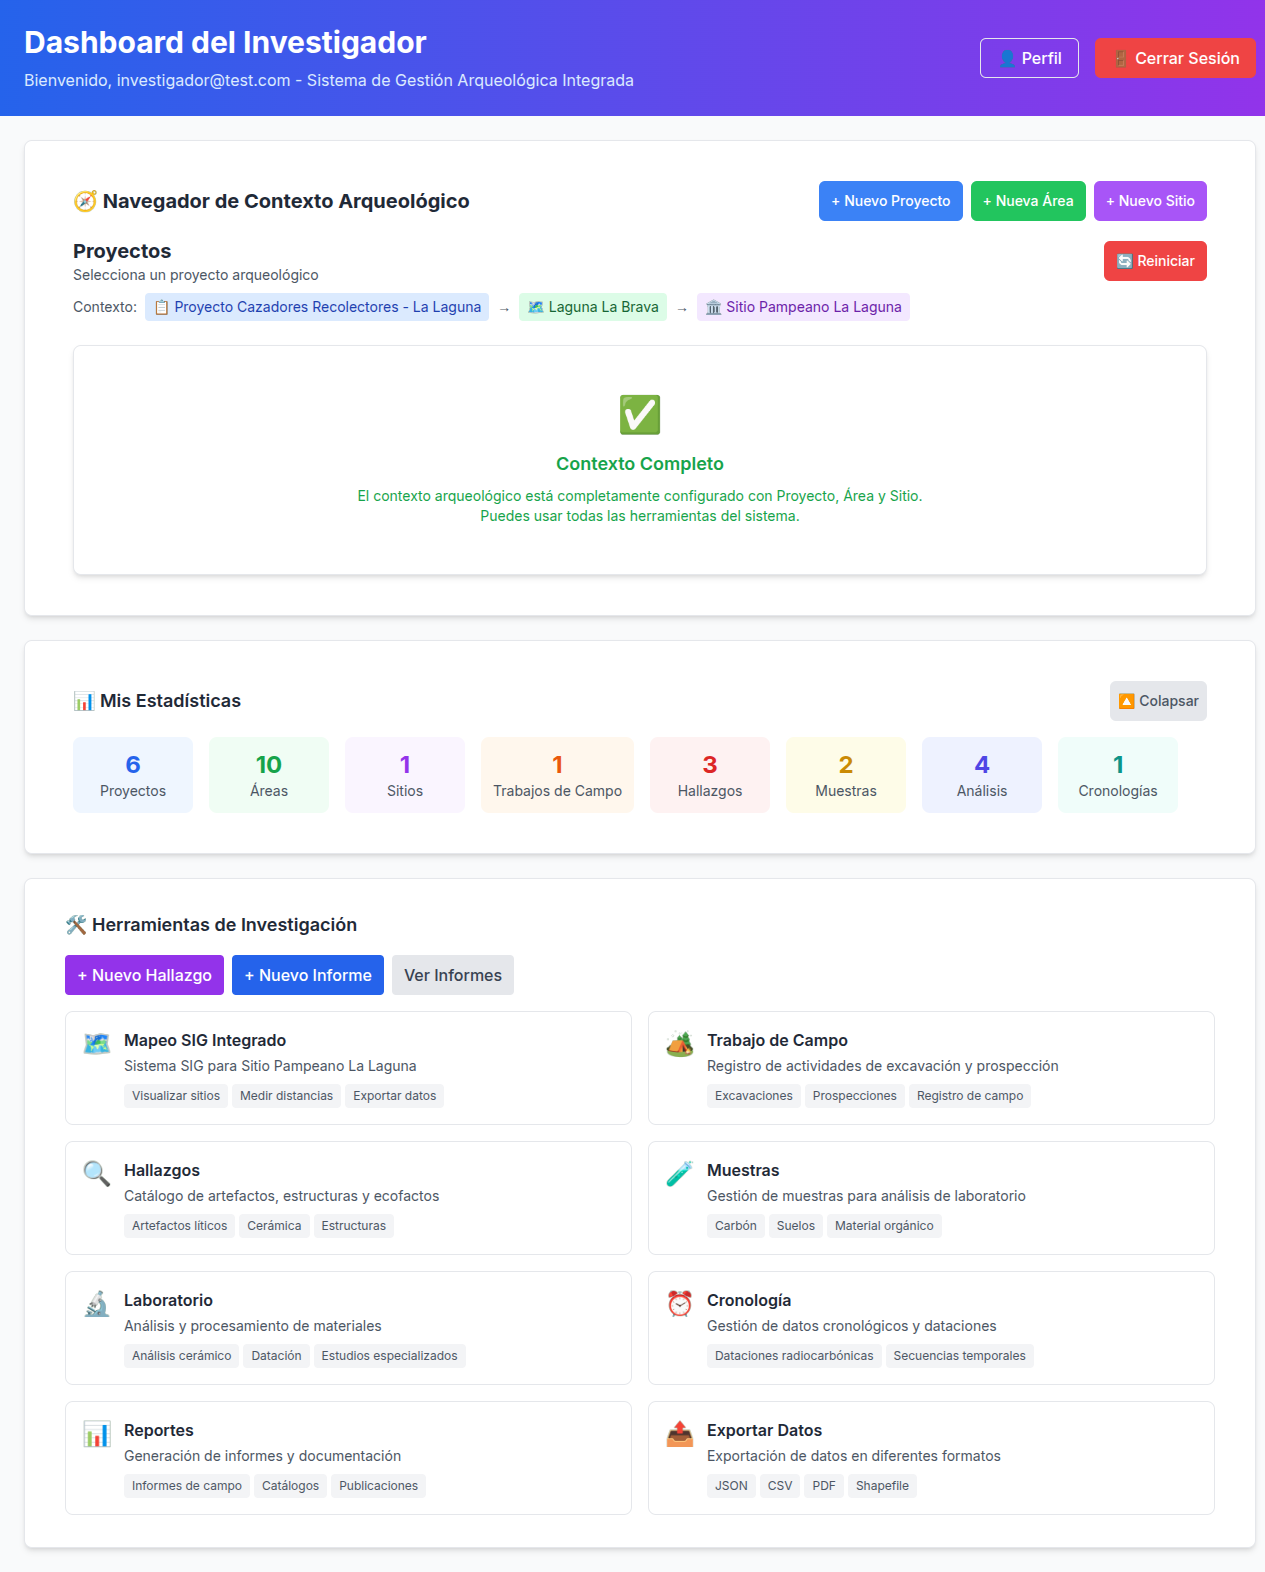 Dashboard del Investigador
Bienvenido, investigador@test.com - Sistema de Gestión Arqueológica Integrada
Perfil
Cerrar Sesión
Navegador de Contexto Arqueológico
+ Nuevo Proyecto
+ Nueva Área
+ Nuevo Sitio
Proyectos
Selecciona un proyecto arqueológico
Reiniciar
Contexto: Proyecto Cazadores Recolectores - La Laguna → Laguna La Brava → Sitio Pampeano La Laguna
Contexto Completo
El contexto arqueológico está completamente configurado con Proyecto, Área y Sitio.
Puedes usar todas las herramientas del sistema.
Mis Estadísticas
Colapsar
6
Proyectos
10
Áreas
1
Sitios
1
Trabajos de Campo
3
Hallazgos
2
Muestras
4
Análisis
1
Cronologías
Herramientas de Investigación
+ Nuevo Hallazgo
+ Nuevo Informe
Ver Informes
Mapeo SIG Integrado
Sistema SIG para Sitio Pampeano La Laguna
Visualizar sitios
Medir distancias
Exportar datos
Trabajo de Campo
Registro de actividades de excavación y prospección
Excavaciones
Prospecciones
Registro de campo
Hallazgos
Catálogo de artefactos, estructuras y ecofactos
Artefactos líticos
Cerámica
Estructuras
Muestras
Gestión de muestras para análisis de laboratorio
Carbón
Suelos
Material orgánico
Laboratorio
Análisis y procesamiento de materiales
Análisis cerámico
Datación
Estudios especializados
Cronología
Gestión de datos cronológicos y dataciones
Dataciones radiocarbónicas
Secuencias temporales
Reportes
Generación de informes y documentación
Informes de campo
Catálogos
Publicaciones
Exportar Datos
Exportación de datos en diferentes formatos
JSON
CSV
PDF
Shapefile